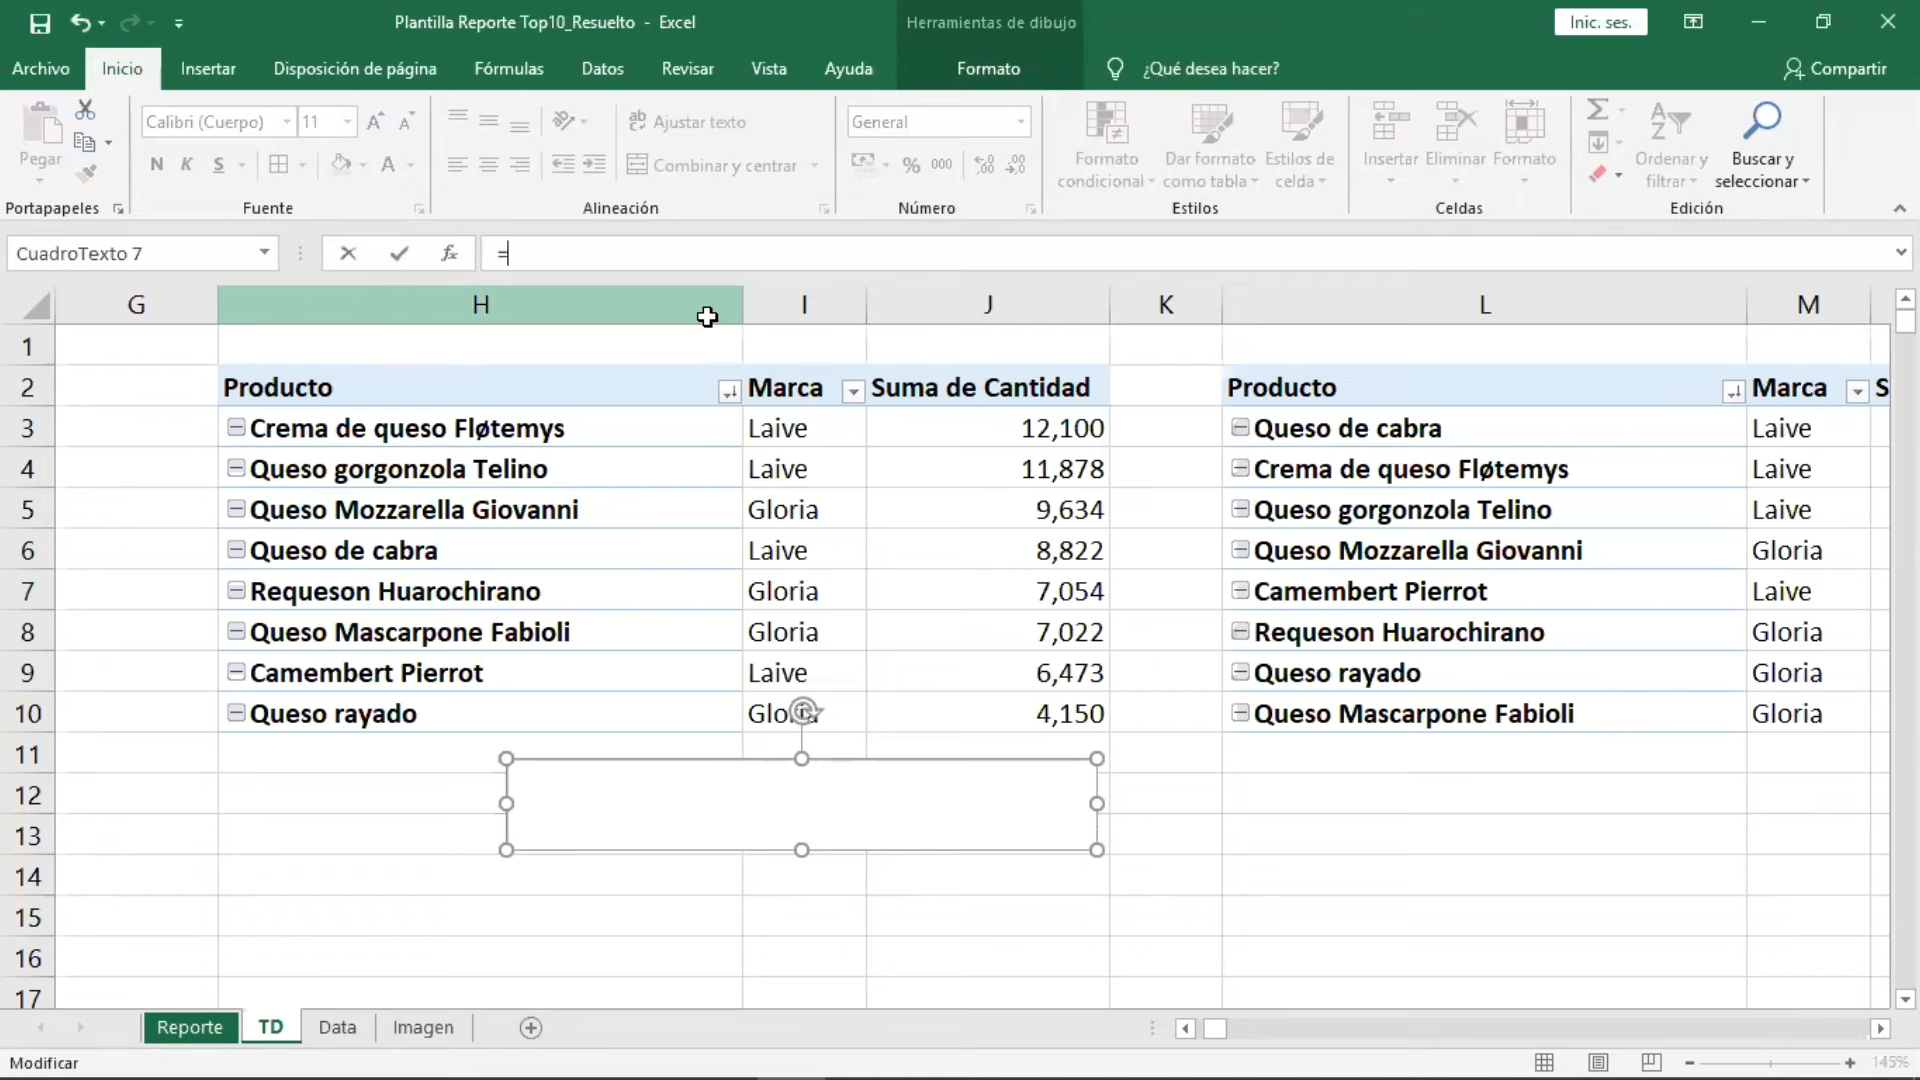 Plantilla Reporte Top10_Resuelto - Excel
Herramientas de dibujo
Inic. ses.
Archivo Inicio Insertar Disposición de página Fórmulas Datos Revisar Vista Ayuda Formato ¿Qué desea hacer? Compartir
Calibri (Cuerpo) 11 A A ab Ajustar texto General
Pegar N K S A Combinar y centrar % 000
Formato condicional Dar formato como tabla Estilos de celda Insertar Eliminar Formato Ordenar y filtrar Buscar y seleccionar
Portapapeles Fuente Alineación Número Estilos Celdas Edición
CuadroTexto 7 fx =
G H I J K L M
1
2 Producto Marca Suma de Cantidad Producto Marca S
3 Crema de queso Fløtemys Laive 12,100 Queso de cabra Laive
4 Queso gorgonzola Telino Laive 11,878 Crema de queso Fløtemys Laive
5 Queso Mozzarella Giovanni Gloria 9,634 Queso gorgonzola Telino Laive
6 Queso de cabra Laive 8,822 Queso Mozzarella Giovanni Gloria
7 Requeson Huarochirano Gloria 7,054 Camembert Pierrot Laive
8 Queso Mascarpone Fabioli Gloria 7,022 Requeson Huarochirano Gloria
9 Camembert Pierrot Laive 6,473 Queso rayado Gloria
10 Queso rayado Gloria 4,150 Queso Mascarpone Fabioli Gloria
11
12
13
14
15
16
17
Reporte TD Data Imagen
Modificar 145%